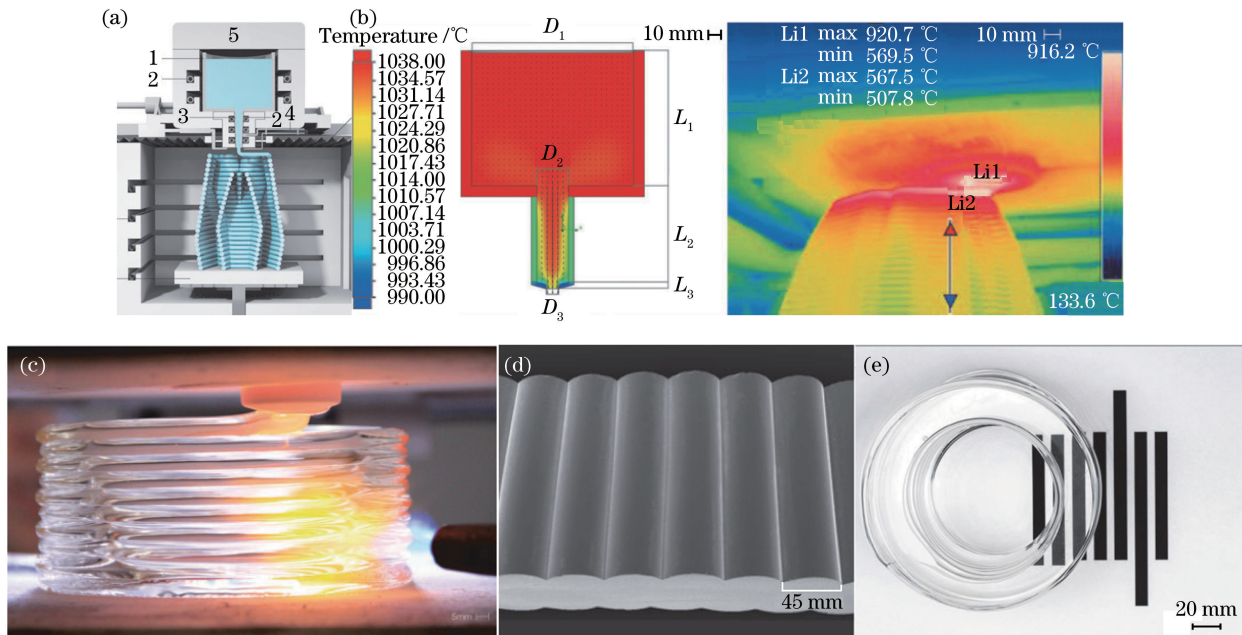 (a)
5
1
2
3
2
4
(b)
Temperature /℃
1038.00
1034.57
1031.14
1027.71
1024.29
1020.86
1017.43
1014.00
1010.57
1007.14
1003.71
1000.29
996.86
993.43
990.00
D1
10 mm
L1
D2
L2
L3
D3
Li1 max 920.7 ℃
min 569.5 ℃
Li2 max 567.5 ℃
min 507.8 ℃
10 mm
916.2 ℃
Li1
Li2
133.6 ℃
(c)
5mm
(d)
45 mm
(e)
20 mm